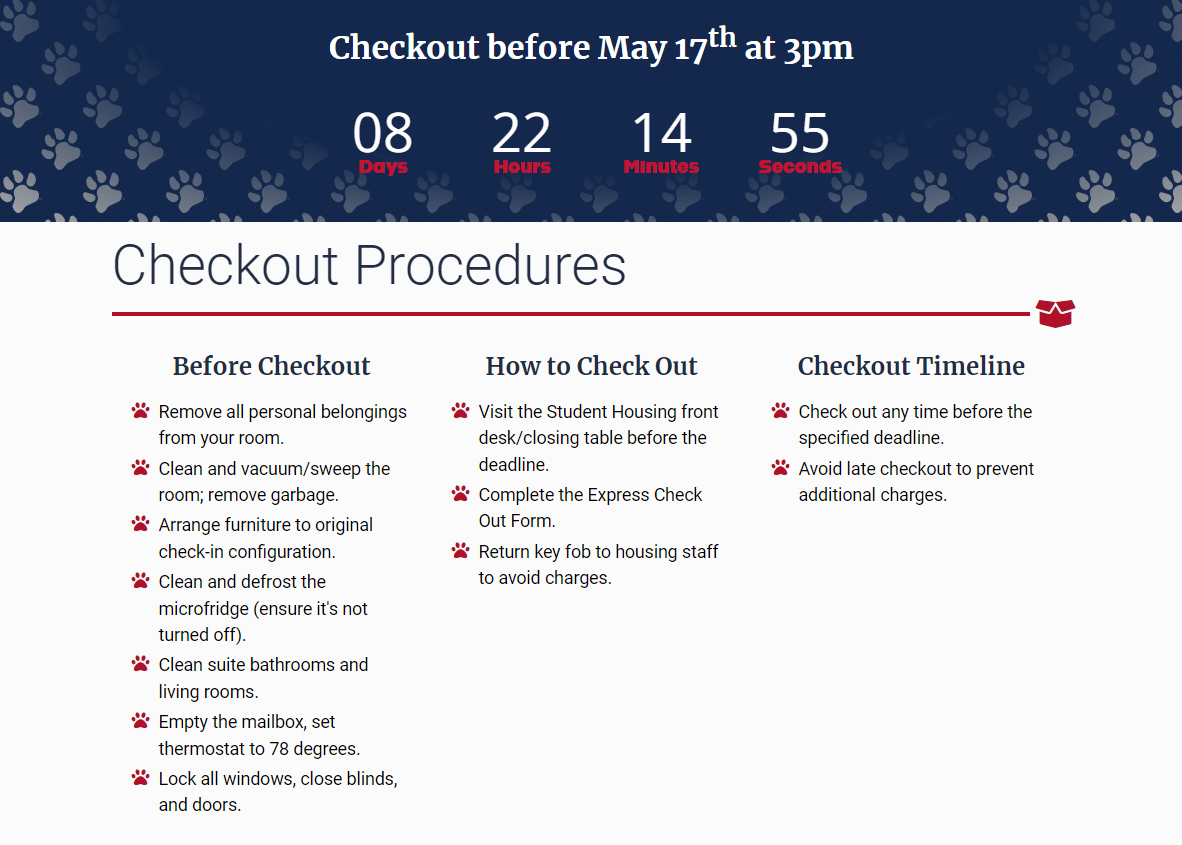 Checkout before May 17th at 3pm
08 22 14 55
Days Hours Minutes Seconds
Checkout Procedures
Before Checkout
Remove all personal belongings
from your room.
Clean and vacuum/sweep the
room; remove garbage.
Arrange furniture to original
check-in configuration.
Clean and defrost the
microfridge (ensure it's not
turned off).
Clean suite bathrooms and
living rooms.
Empty the mailbox, set
thermostat to 78 degrees.
Lock all windows, close blinds,
and doors.
How to Check Out
Visit the Student Housing front
desk/closing table before the
deadline.
Complete the Express Check
Out Form.
Return key fob to housing staff
to avoid charges.
Checkout Timeline
Check out any time before the
specified deadline.
Avoid late checkout to prevent
additional charges.